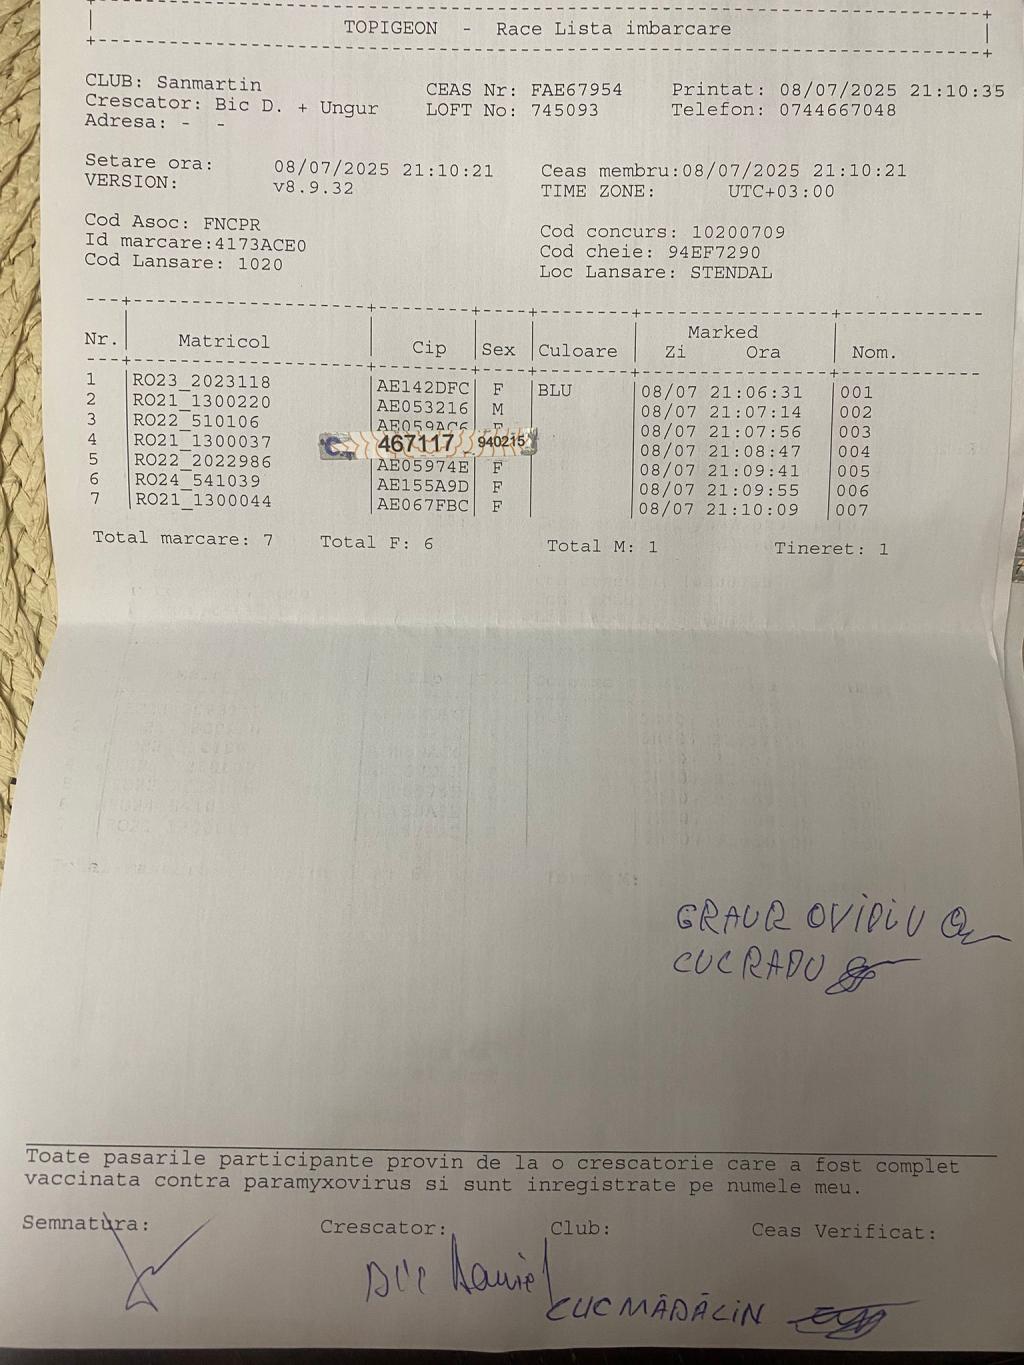 TOPIGEON - Race Lista imbarcare
CLUB: Sanmartin CEAS Nr: FAE67954 Printat: 08/07/2025 21:10:35
Crescator: Bic D. + Ungur LOFT No: 745093 Telefon: 0744667048
Adresa: - -
Setare ora: 08/07/2025 21:10:21 Ceas membru:08/07/2025 21:10:21
VERSION: v8.9.32 TIME ZONE: UTC+03:00
Cod Asoc: FNCPR Cod concurs: 10200709
Id marcare:4173ACE0 Cod cheie: 94EF7290
Cod Lansare: 1020 Loc Lansare: STENDAL
Nr. Matricol Cip Sex Culoare Marked Zi Ora Nom.
1 RO23_2023118 AE142DFC F BLU 08/07 21:06:31 001
2 RO21_1300220 AE053216 M 08/07 21:07:14 002
3 RO22_510106 AE059AC6 F 08/07 21:07:56 003
4 RO21_1300037 467117 940215 08/07 21:08:47 004
5 RO22_2022986 AE05974E F 08/07 21:09:41 005
6 RO24_541039 AE155A9D F 08/07 21:09:55 006
7 RO21_1300044 AE067FBC F 08/07 21:10:09 007
Total marcare: 7 Total F: 6 Total M: 1 Tineret: 1
GRAUR OVIDIU
CUC RADU
Toate pasarile participante provin de la o crescatorie care a fost complet
vaccinata contra paramyxovirus si sunt inregistrate pe numele meu.
Semnatura: Crescator: Club: Ceas Verificat:
Bic Daniel
CUC MĂDĂLIN